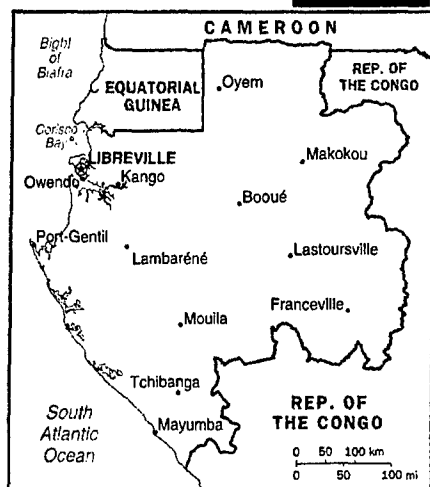 CAMEROON
Bight
of
Biafra
EQUATORIAL
GUINEA
Oyem
REP. OF
THE CONGO
Corisco
Bay
LIBREVILLE
Makokou
Owendo
Kango
Booué
Port-Gentil
Lambaréné
Lastoursville
Franceville
Mouila
Tchibanga
South
Atlantic
Ocean
Mayumba
REP. OF
THE CONGO
0 50 100 km
0 50 100 mi